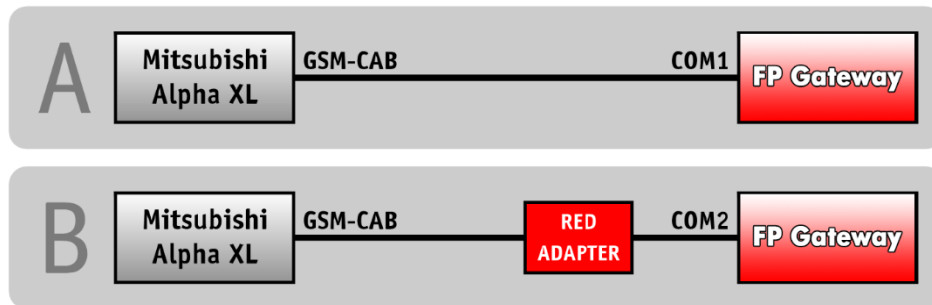 A
Mitsubishi
Alpha XL
GSM-CAB
COM1
FP Gateway
B
Mitsubishi
Alpha XL
GSM-CAB
RED
ADAPTER
COM2
FP Gateway